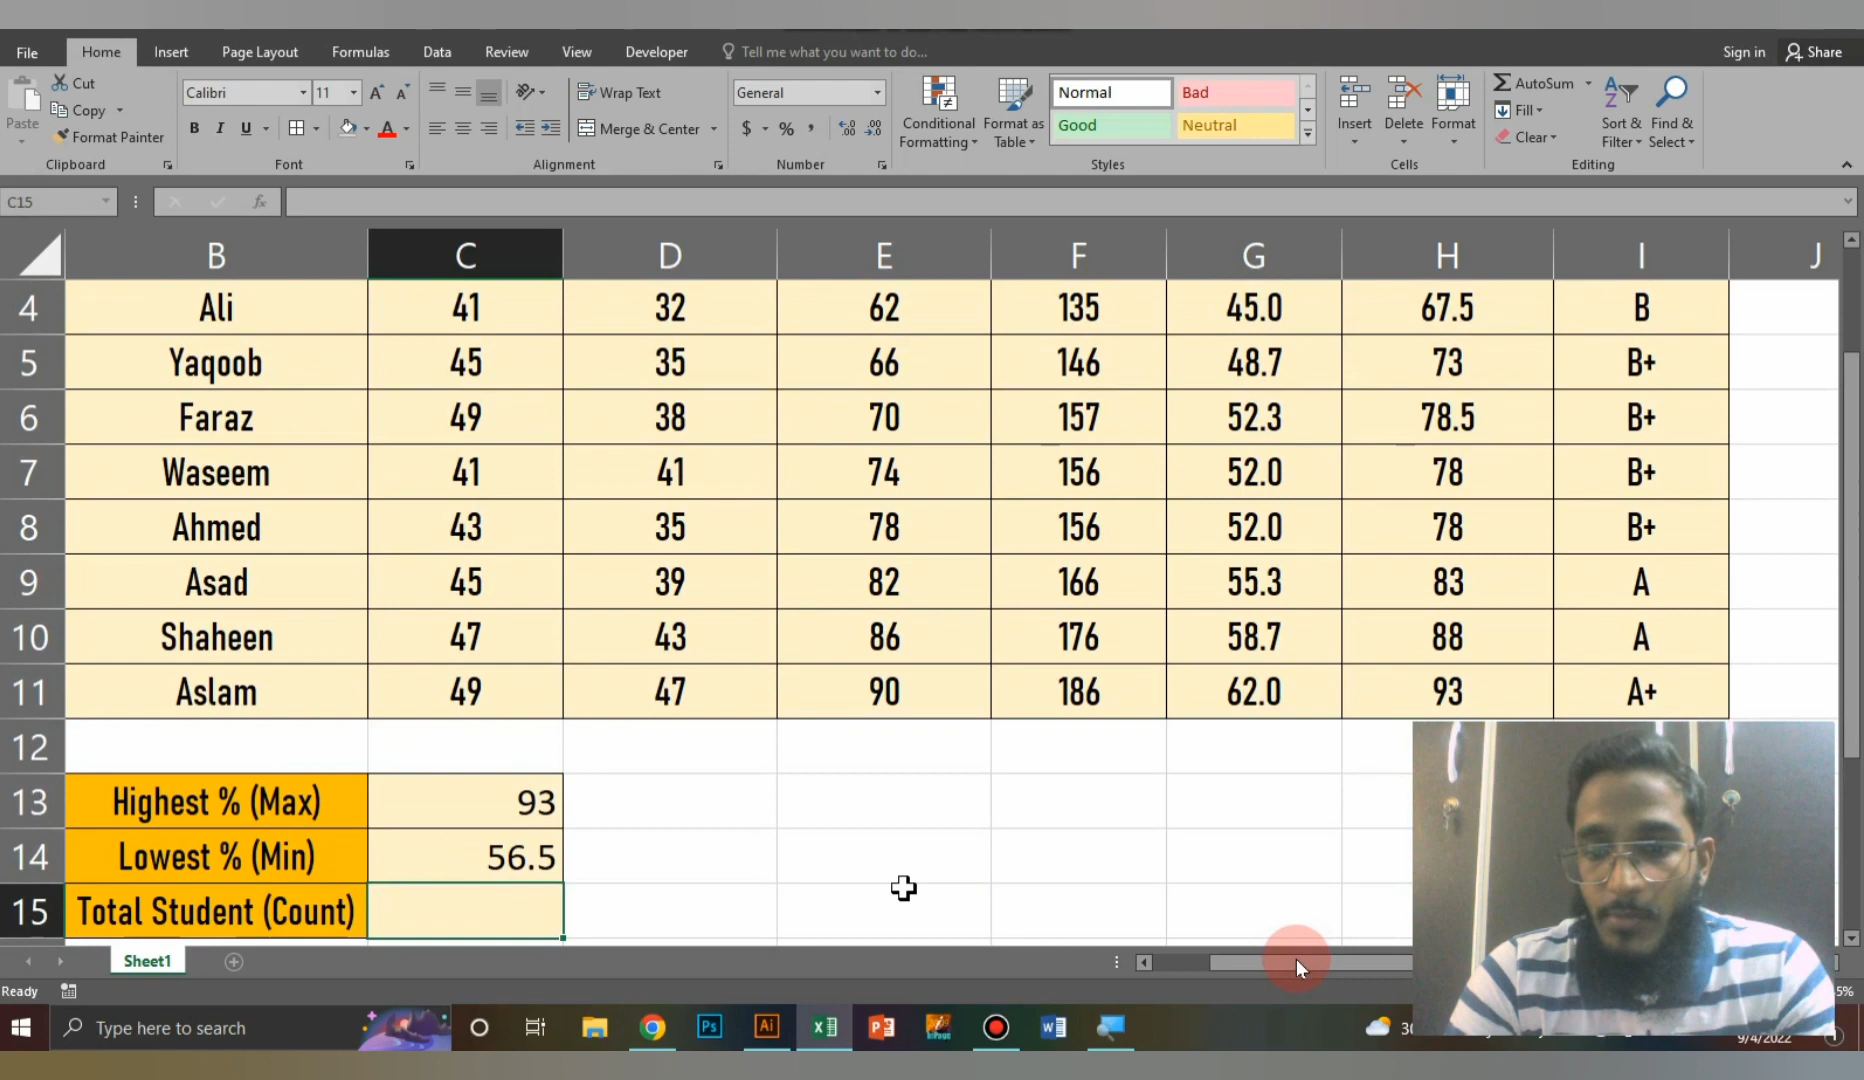 File Home Insert Page Layout Formulas Data Review View Developer Tell me what you want to do... Sign in Share
Cut
Copy
Format Painter
Paste
Clipboard
Calibri 11 A A
B I U A
Font
Wrap Text
Merge & Center
Alignment
General
$ % ,
Number
Conditional Formatting
Format as Table
Normal Bad
Good Neutral
Styles
Insert Delete Format
Cells
AutoSum
Fill
Clear
Sort & Filter
Find & Select
Editing
C15 fx
B C D E F G H I J
4 Ali 41 32 62 135 45.0 67.5 B
5 Yaqoob 45 35 66 146 48.7 73 B+
6 Faraz 49 38 70 157 52.3 78.5 B+
7 Waseem 41 41 74 156 52.0 78 B+
8 Ahmed 43 35 78 156 52.0 78 B+
9 Asad 45 39 82 166 55.3 83 A
10 Shaheen 47 43 86 176 58.7 88 A
11 Aslam 49 47 90 186 62.0 93 A+
12
13 Highest % (Max) 93
14 Lowest % (Min) 56.5
15 Total Student (Count)
Sheet1
Ready
5%
Type here to search
Ps Ai
9/4/2022